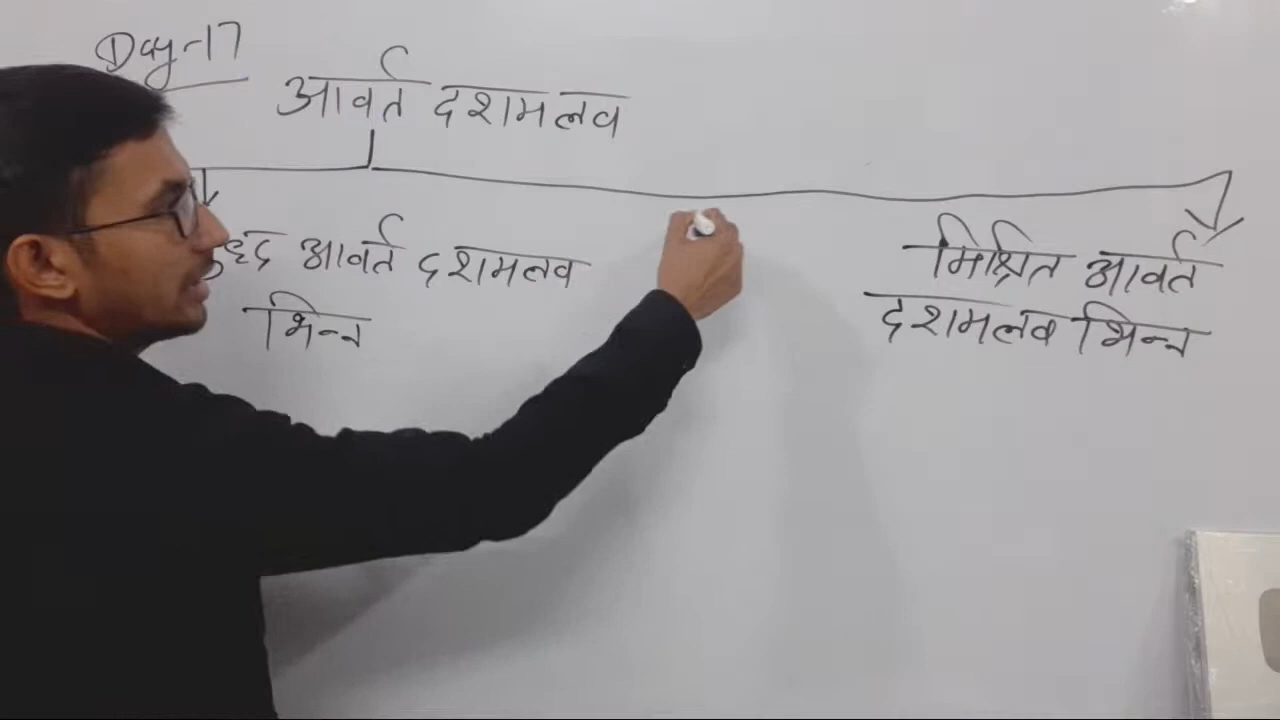 Day-17
आवर्त दशमलव
आवर्त दशमलव
भिन्न
मिश्रित आवर्त
दशमलव भिन्न